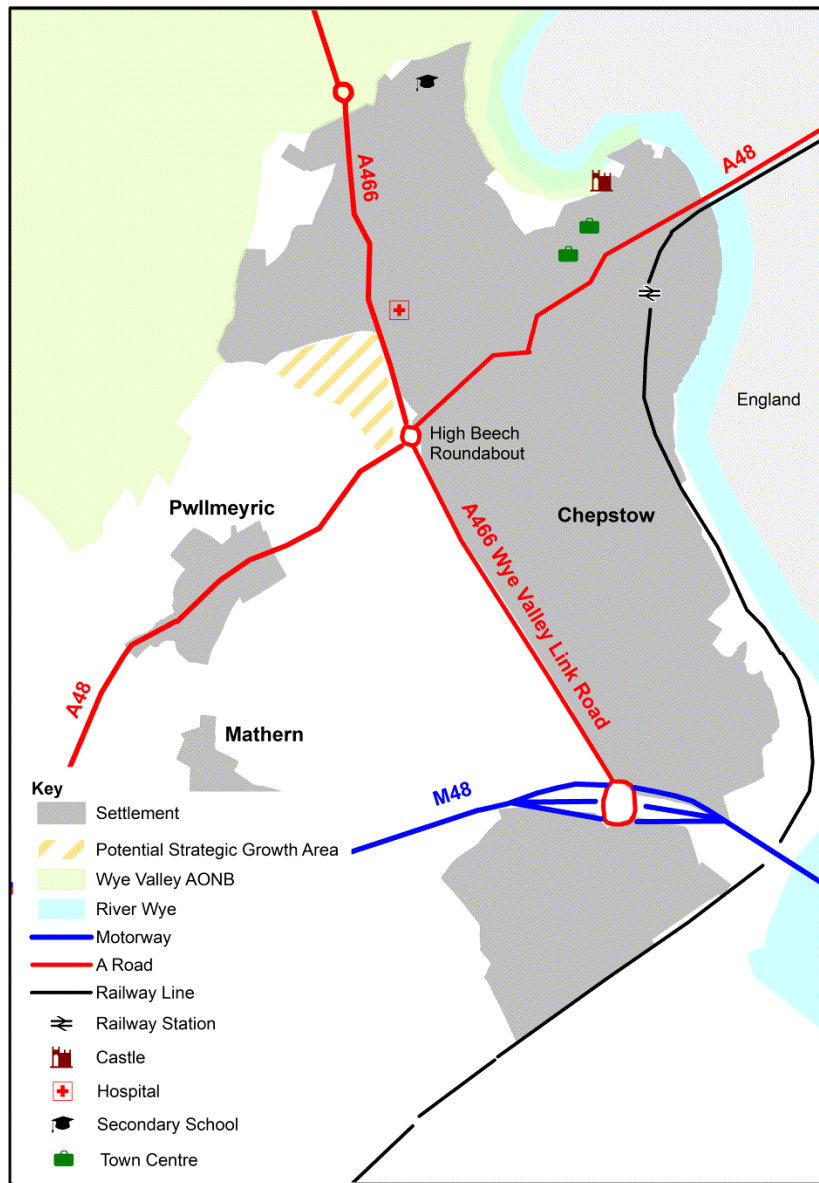 A466
A48
England
High Beech
Roundabout
Pwllmeyric
Chepstow
A466 Wye Valley Link Road
A48
Mathern
M48
Key
Settlement
Potential Strategic Growth Area
Wye Valley AONB
River Wye
Motorway
A Road
Railway Line
Railway Station
Castle
Hospital
Secondary School
Town Centre